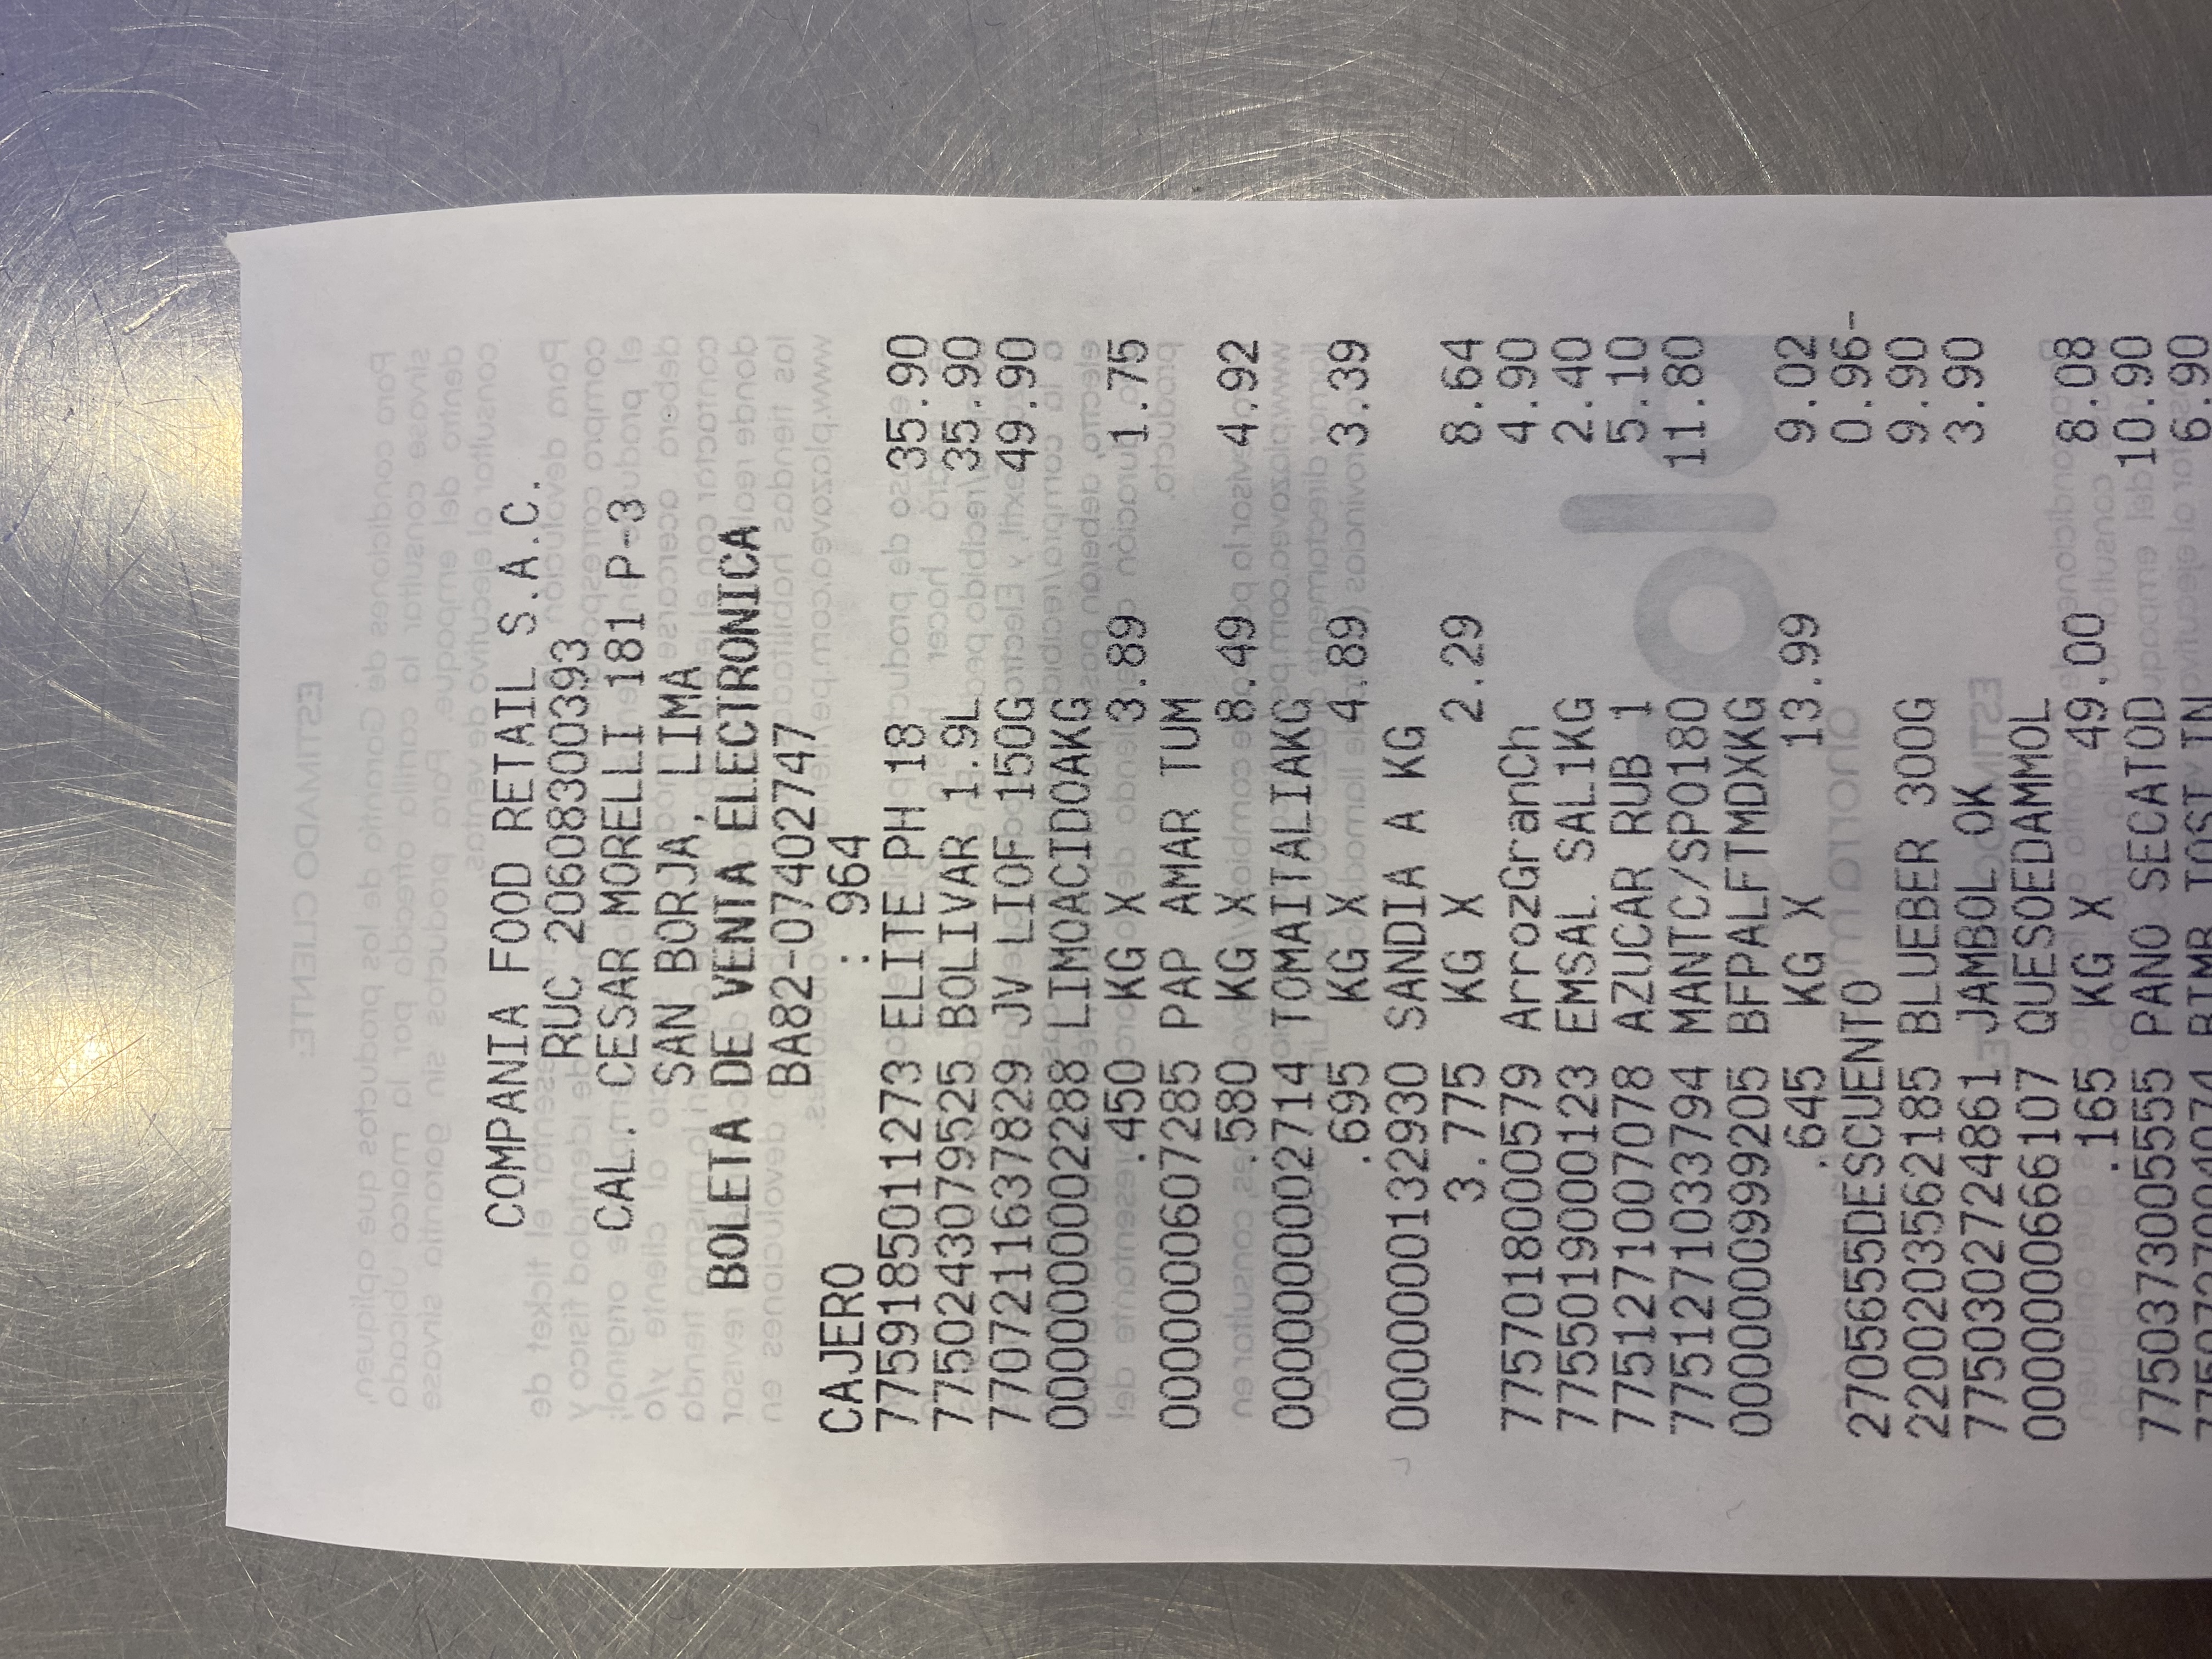 COMPANIA FOOD RETAIL S.A.C.
RUC 20608300393
CAL. CESAR MORELLI 181 P-3
SAN BORJA, LIMA
BOLETA DE VENTA ELECTRONICA
BA82-07402747
CAJERO : 964
7759185011273 ELITE PH 18 35.90
7750243079525 BOLIVAR 1.9L 35.90
7707211637829 JV LIOF 150G 49.90
0000000002288 LIMOACIDOAKG
.450 KG X 3.89 1.75
0000000607285 PAP AMAR TUM
.580 KG X 8.49 4.92
0000000002714 TOMAITALIAKG
.695 KG X 4.89 3.39
0000000132930 SANDIA A KG
3.775 KG X 2.29 8.64
7757018000579 ArrozGranCh 4.90
7755019000123 EMSAL SAL1KG 2.40
7751271007078 AZUCAR RUB 1 5.10
7751271033794 MANTC/SPO180 11.80
0000000999205 BFPALFTMDXKG
.645 KG X 13.99 9.02
2705655DESCUENTO 0.96-
2200203562185 BLUEBER 300G 9.90
7750302724861 JAMBOL OK 3.90
0000000666107 QUESOEDAMMOL
.165 KG X 49.00 8.08
7750373005555 PANO SECATOD 10.90
BIMB TOST IN 6.90